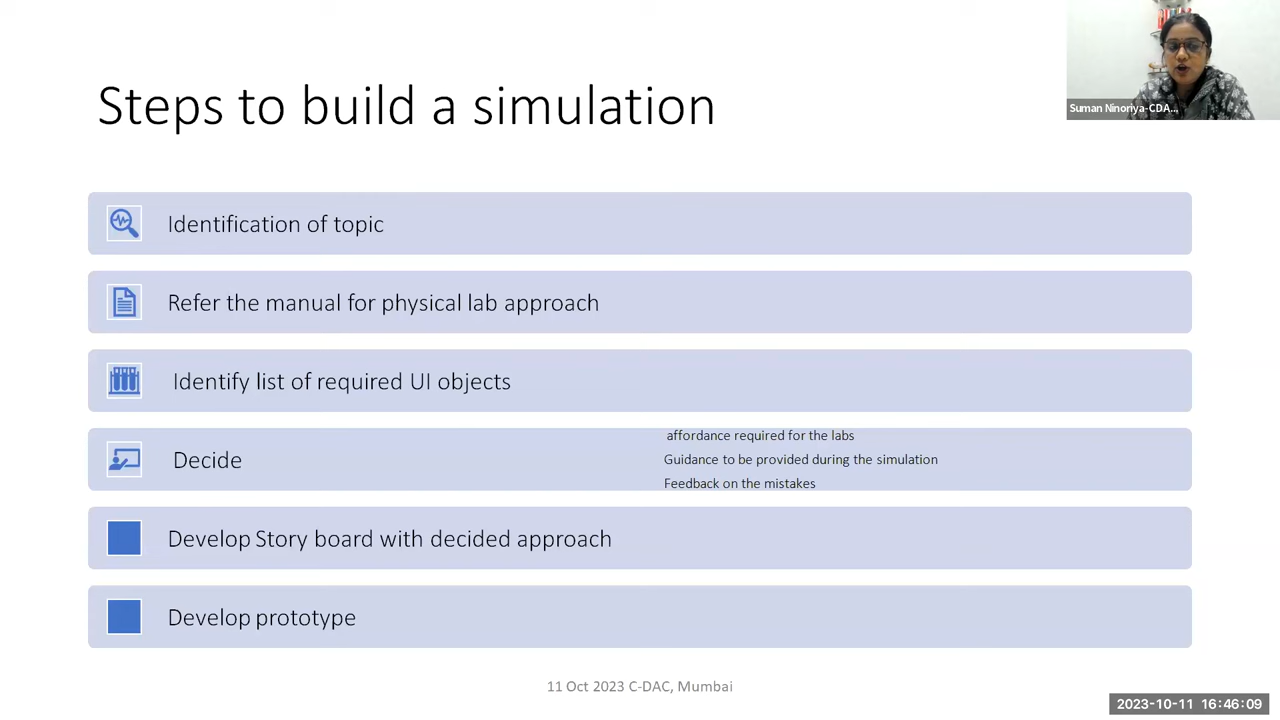 Suman Ninoriya-CDA...
Steps to build a simulation
Identification of topic
Refer the manual for physical lab approach
Identify list of required UI objects
Decide
affordance required for the labs
Guidance to be provided during the simulation
Feedback on the mistakes
Develop Story board with decided approach
Develop prototype
11 Oct 2023 C-DAC, Mumbai
2023-10-11 16:46:09